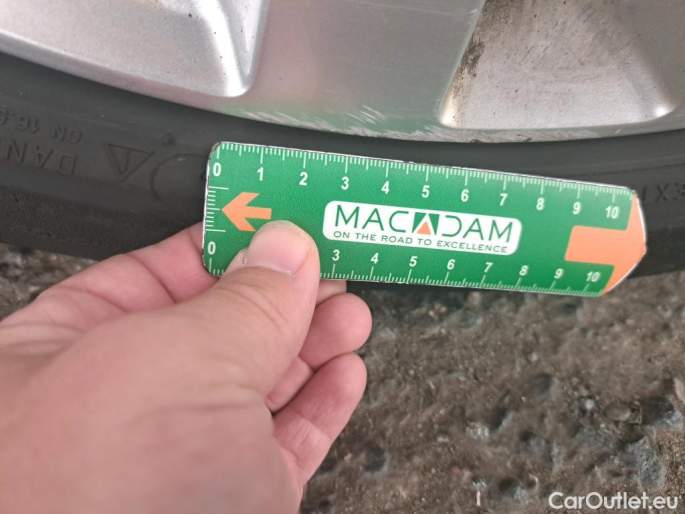 DAN
0 1 2 3 4 5 6 7 8 9 10
MACADAM
ON THE ROAD TO EXCELLENCE
0 3 4 5 6 7 8 9 10
CarOutlet.eu